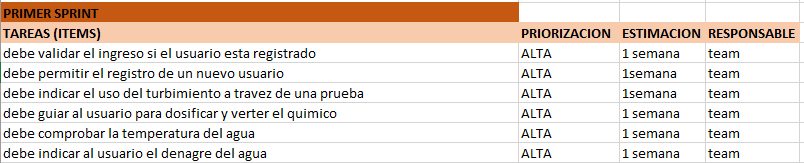 PRIMER SPRINT
TAREAS (ITEMS) PRIORIZACION ESTIMACION RESPONSABLE
debe validar el ingreso si el usuario esta registrado ALTA 1 semana team
debe permitir el registro de un nuevo usuario ALTA 1semana team
debe indicar el uso del turbimiento a travez de una prueba ALTA 1semana team
debe guiar al usuario para dosificar y verter el quimico ALTA 1 semana team
debe comprobar la temperatura del agua ALTA 1 semana team
debe indicar al usuario el denagre del agua ALTA 1 semana team